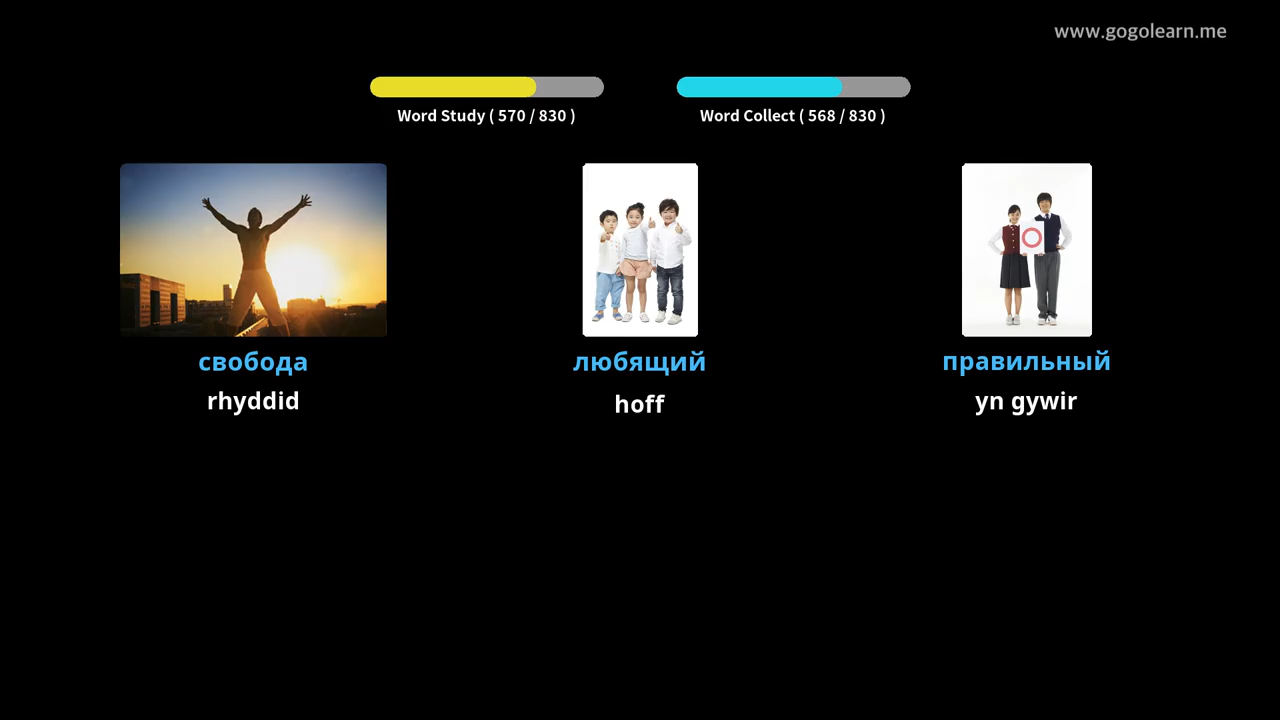 www.gogolearn.me
Word Study ( 570 / 830 )
Word Collect ( 568 / 830 )
свобода
rhyddid
любящий
hoff
правильный
yn gywir